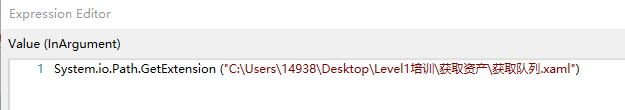 Expression Editor
Value (InArgument)
1 System.io.Path.GetExtension ("C:\Users\14938\Desktop\Level1培训\获取资产\获取队列.xaml")